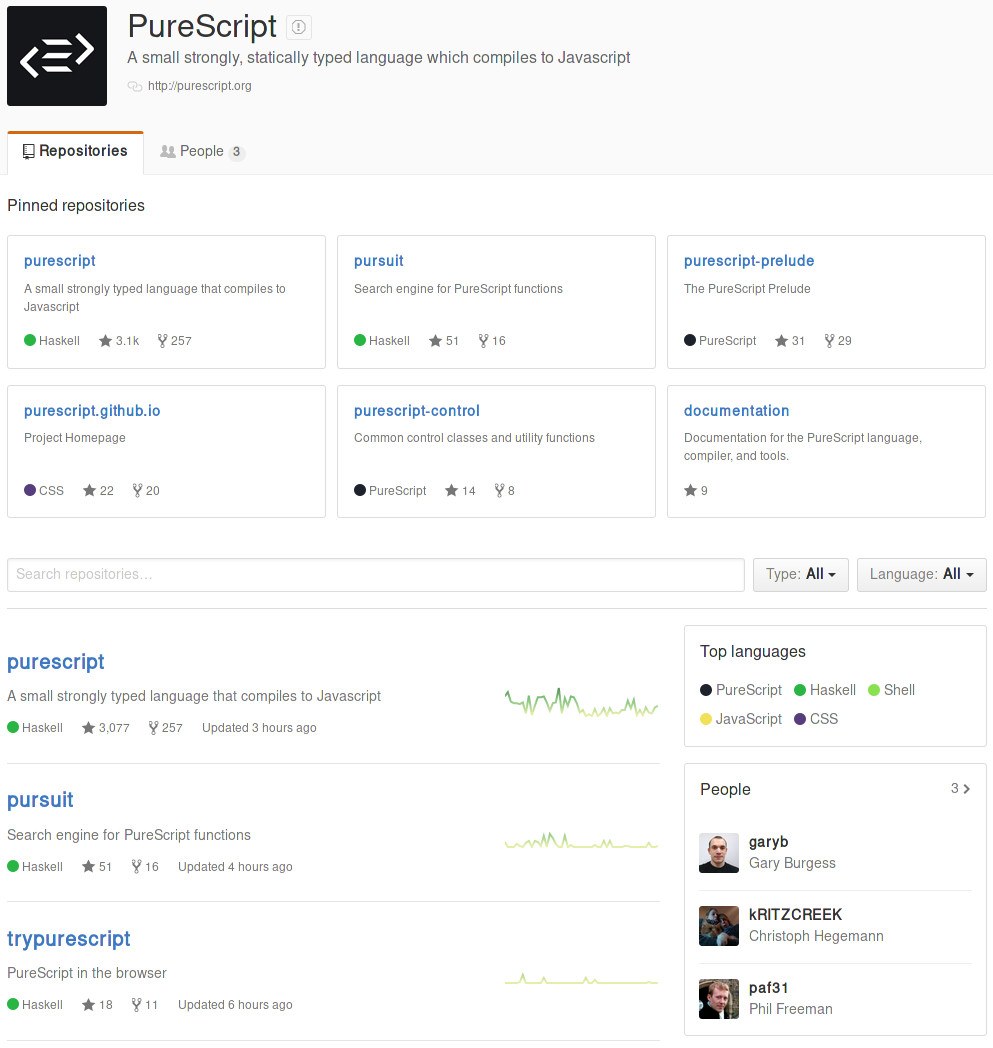 PureScript
A small strongly, statically typed language which compiles to Javascript
http://purescript.org
Repositories People 3
Pinned repositories
purescript
A small strongly typed language that compiles to
Javascript
Haskell 3.1k 257
pursuit
Search engine for PureScript functions
Haskell 51 16
purescript-prelude
The PureScript Prelude
PureScript 31 29
purescript.github.io
Project Homepage
CSS 22 20
purescript-control
Common control classes and utility functions
PureScript 14 8
documentation
Documentation for the PureScript language,
compiler, and tools.
9
Search repositories… Type: All Language: All
purescript
A small strongly typed language that compiles to Javascript
Haskell 3,077 257 Updated 3 hours ago
pursuit
Search engine for PureScript functions
Haskell 51 16 Updated 4 hours ago
trypurescript
PureScript in the browser
Haskell 18 11 Updated 6 hours ago
Top languages
PureScript Haskell Shell
JavaScript CSS
People 3
garyb
Gary Burgess
kRITZCREEK
Christoph Hegemann
paf31
Phil Freeman